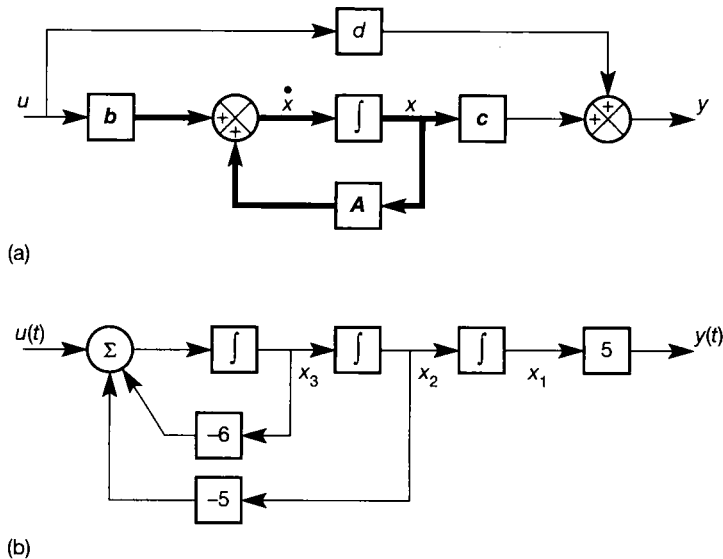 d
u
b
+
+
ẋ
∫
x
c
+
+
y
A
(a)
u(t)
Σ
∫
x₃
∫
x₂
∫
x₁
5
y(t)
–6
–5
(b)